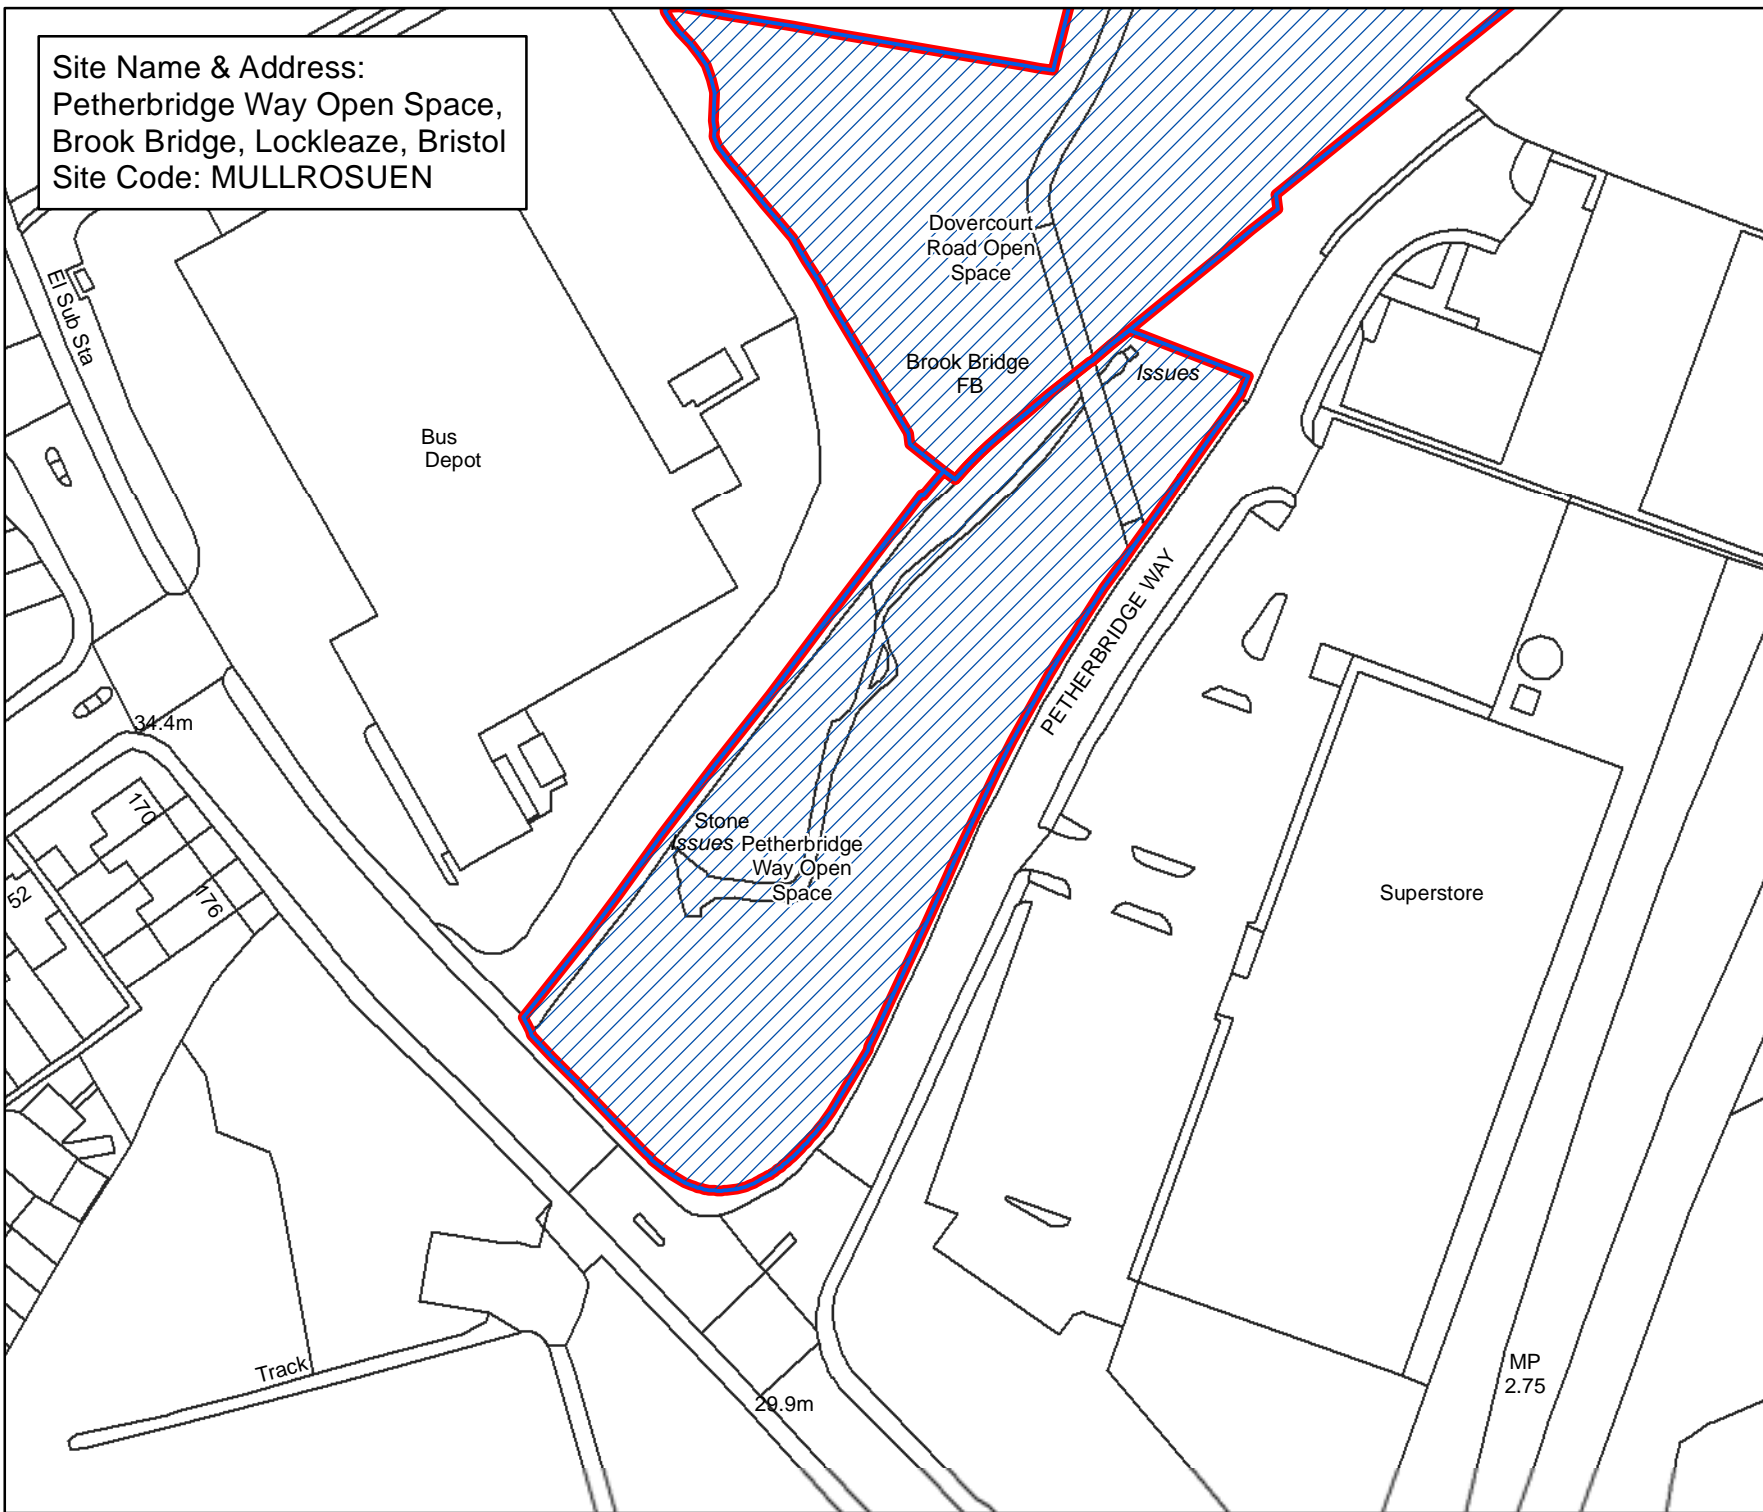 Site Name & Address:
Petherbridge Way Open Space,
Brook Bridge, Lockleaze, Bristol
Site Code: MULLROSUEN
Dovercourt
Road Open
Space
El Sub Sta
Brook Bridge
FB
Issues
Bus
Depot
PETHERBRIDGE WAY
34.4m
170
176
52
Stone
Issues
Petherbridge
Way Open
Space
Superstore
Track
29.9m
MP
2.75